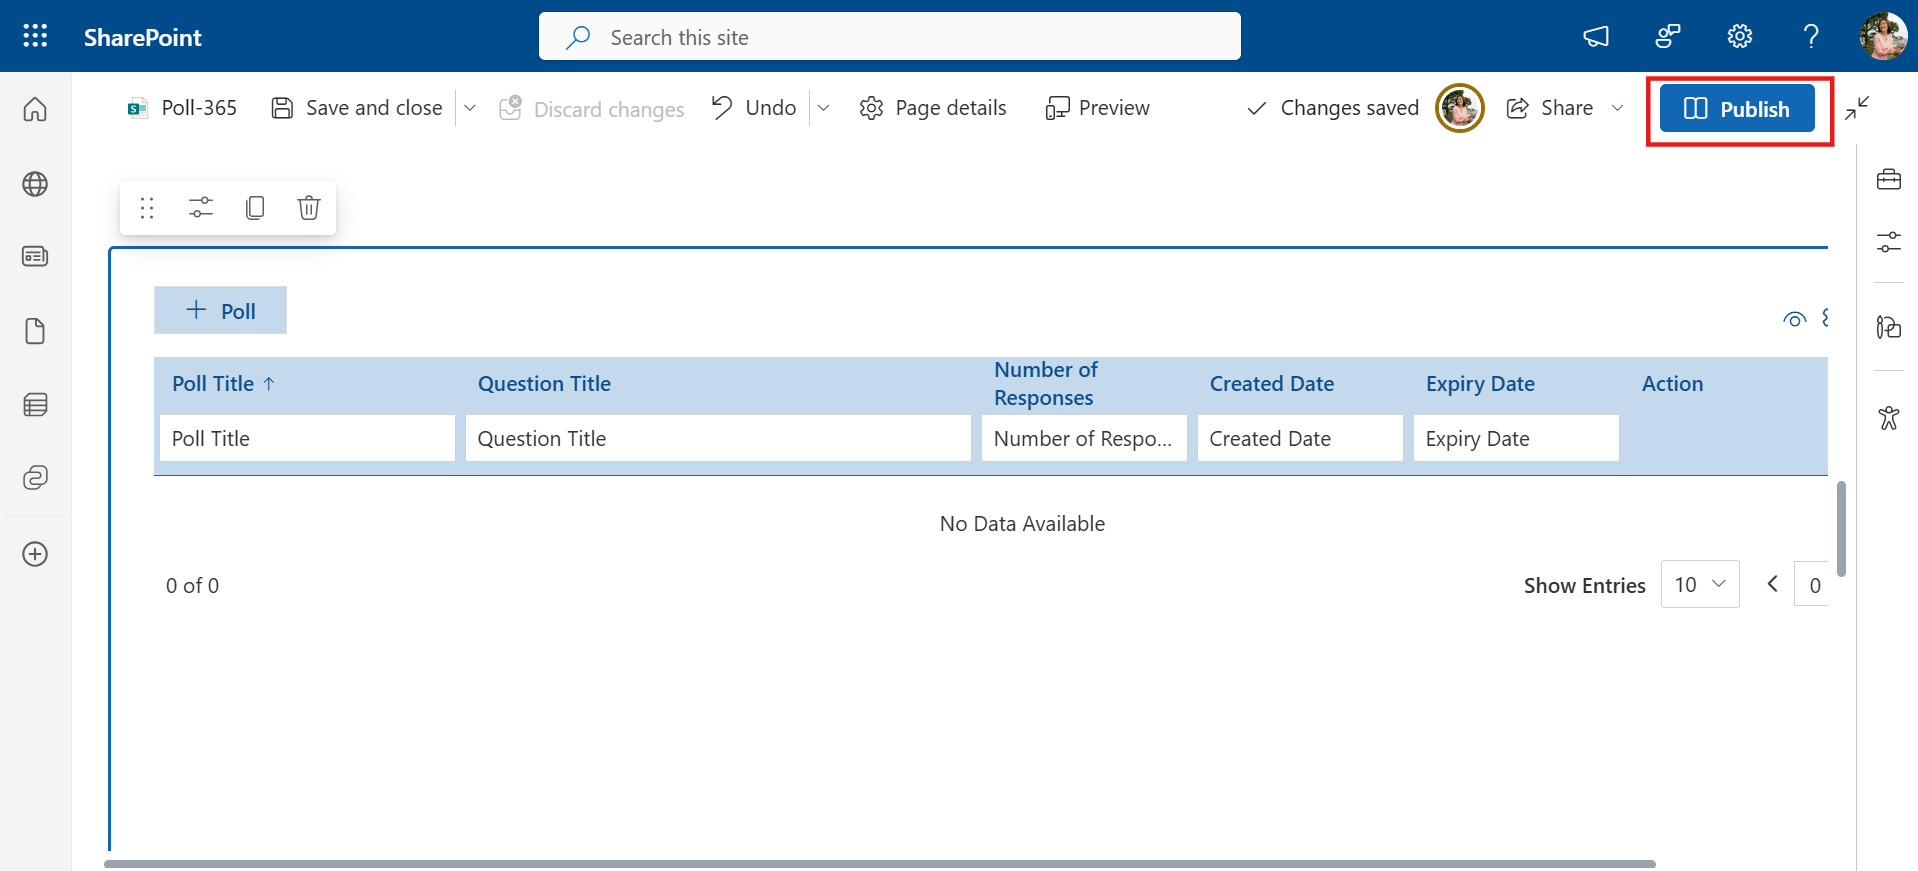 SharePoint
Search this site
Poll-365
Save and close
Discard changes
Undo
Page details
Preview
Changes saved
Share
Publish
Poll
Poll Title
Question Title
Number of
Responses
Created Date
Expiry Date
Action
Poll Title
Question Title
Number of Respo...
Created Date
Expiry Date
No Data Available
0 of 0
Show Entries
10
0